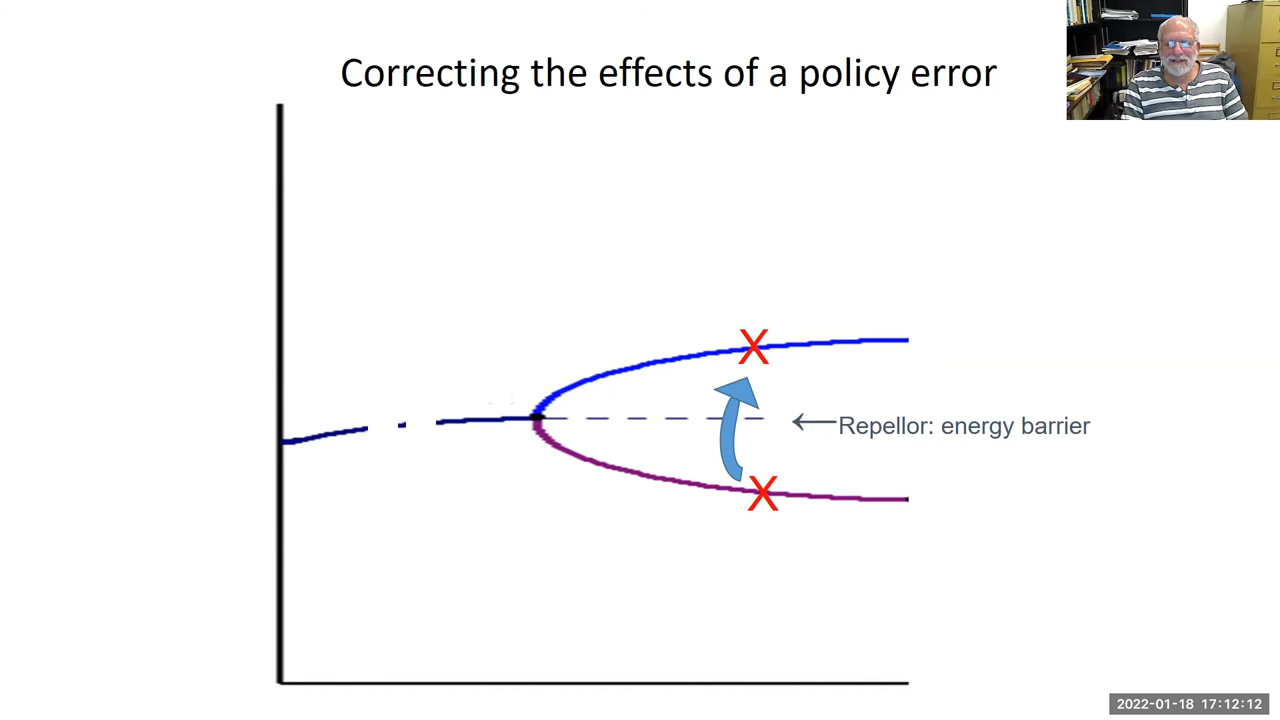 Correcting the effects of a policy error
X
Repellor: energy barrier
X
2022-01-18 17:12:12